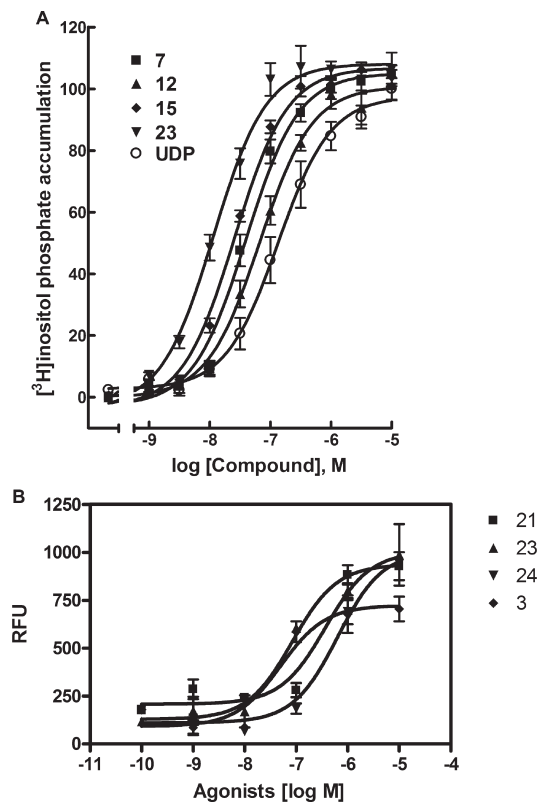 A
120
100
80
60
40
20
0
[³H]inositol phosphate accumulation
7
12
15
23
UDP
-9 -8 -7 -6 -5
log [Compound], M
B
1250
1000
750
500
250
0
RFU
21
23
24
3
-11 -10 -9 -8 -7 -6 -5 -4
Agonists [log M]